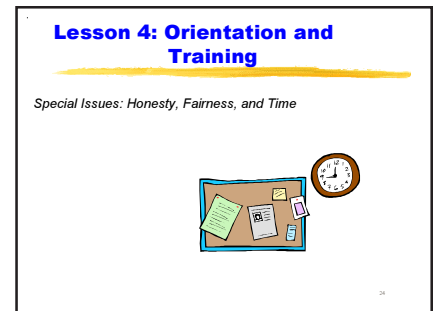 Lesson 4: Orientation and
Training
Special Issues: Honesty, Fairness, and Time
24